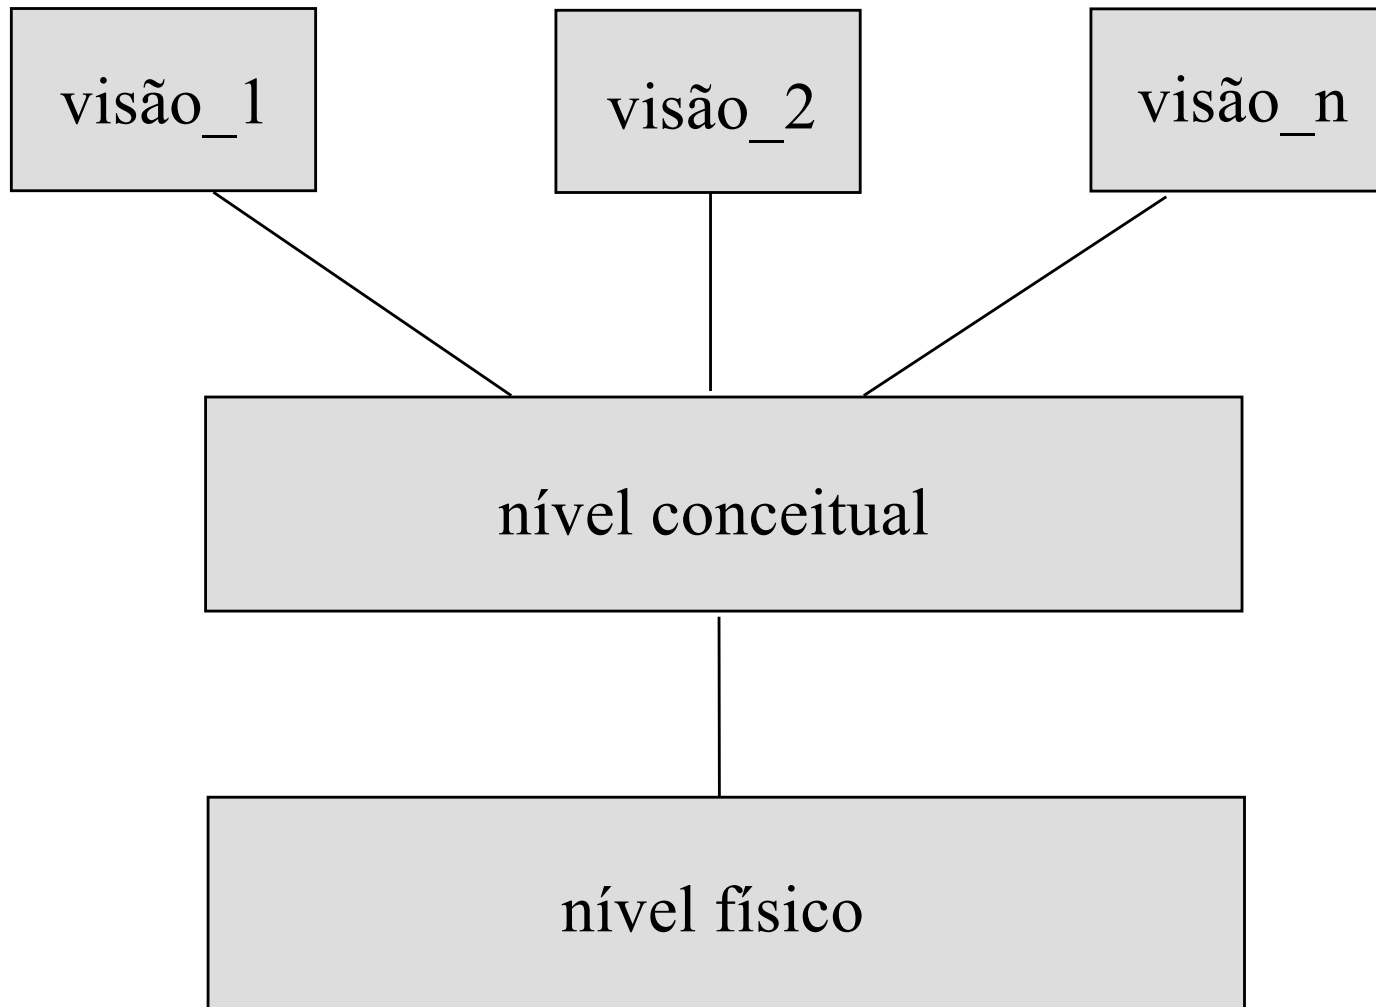 visão_1
visão_2
visão_n
nível conceitual
nível físico